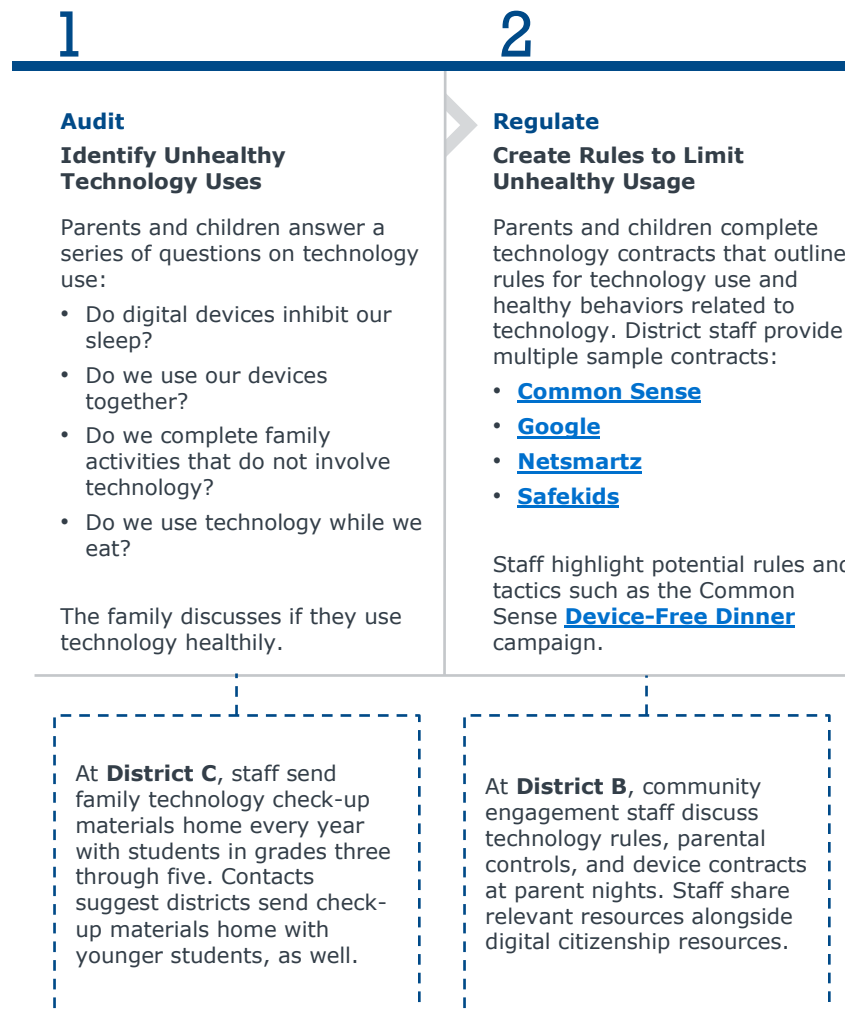 1
Audit
Identify Unhealthy
Technology Uses
Parents and children answer a
series of questions on technology
use:
• Do digital devices inhibit our
sleep?
• Do we use our devices
together?
• Do we complete family
activities that do not involve
technology?
• Do we use technology while we
eat?
The family discusses if they use
technology healthily.
At District C, staff send
family technology check-up
materials home every year
with students in grades three
through five. Contacts
suggest districts send check-
up materials home with
younger students, as well.
2
Regulate
Create Rules to Limit
Unhealthy Usage
Parents and children complete
technology contracts that outline
rules for technology use and
healthy behaviors related to
technology. District staff provide
multiple sample contracts:
• Common Sense
• Google
• Netsmartz
• Safekids
Staff highlight potential rules and
tactics such as the Common
Sense Device-Free Dinner
campaign.
At District B, community
engagement staff discuss
technology rules, parental
controls, and device contracts
at parent nights. Staff share
relevant resources alongside
digital citizenship resources.